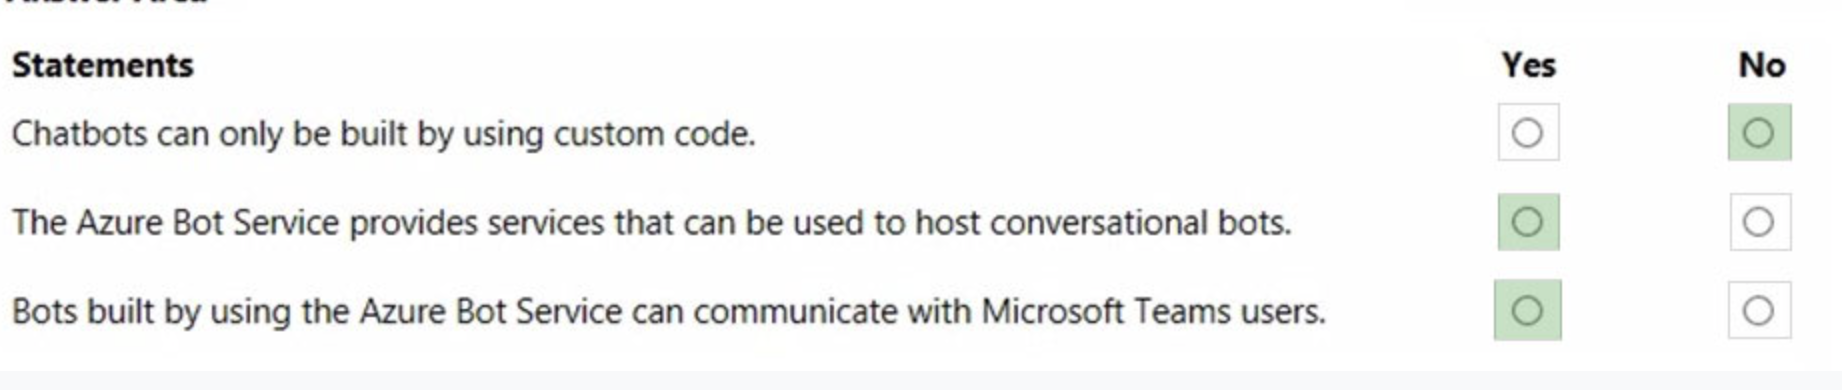 Statements Yes No
Chatbots can only be built by using custom code.
The Azure Bot Service provides services that can be used to host conversational bots.
Bots built by using the Azure Bot Service can communicate with Microsoft Teams users.